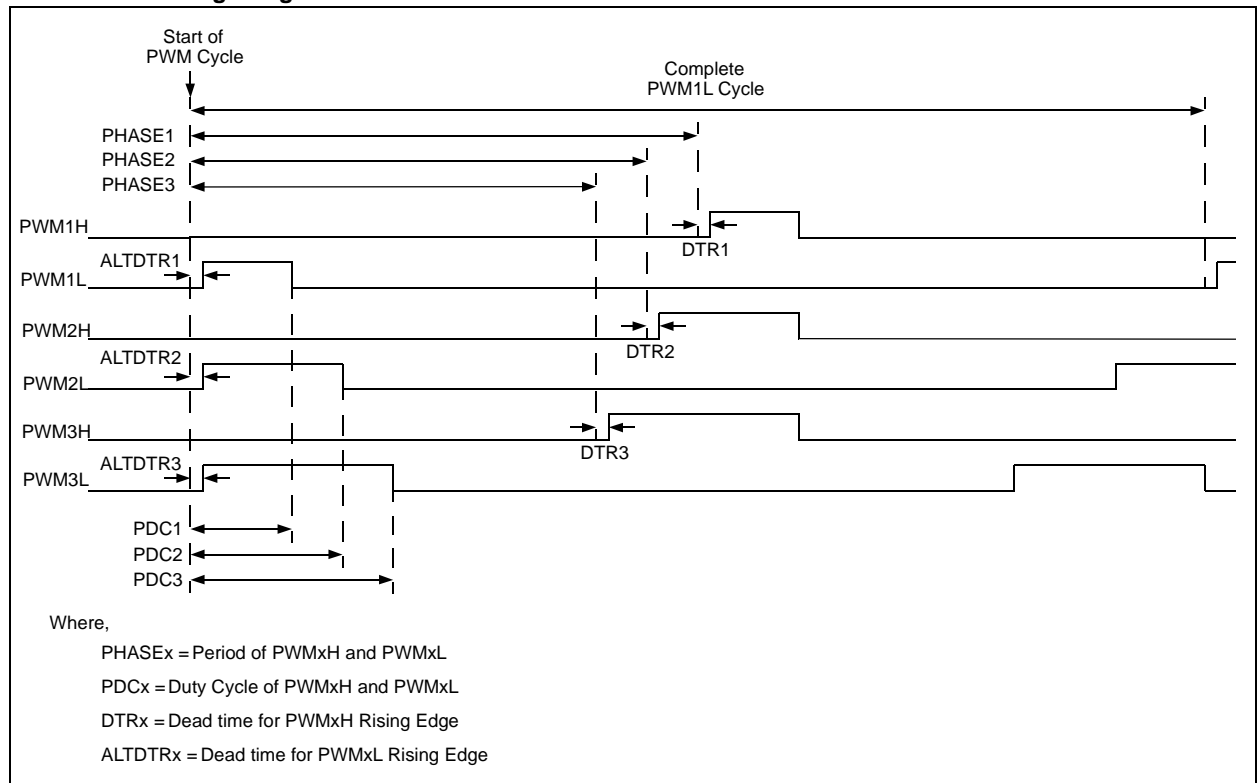 Start of
PWM Cycle
Complete
PWM1L Cycle
PHASE1
PHASE2
PHASE3
PWM1H
DTR1
ALTDTR1
PWM1L
PWM2H
DTR2
ALTDTR2
PWM2L
PWM3H
DTR3
ALTDTR3
PWM3L
PDC1
PDC2
PDC3
Where,
PHASEx = Period of PWMxH and PWMxL
PDCx = Duty Cycle of PWMxH and PWMxL
DTRx = Dead time for PWMxH Rising Edge
ALTDTRx = Dead time for PWMxL Rising Edge